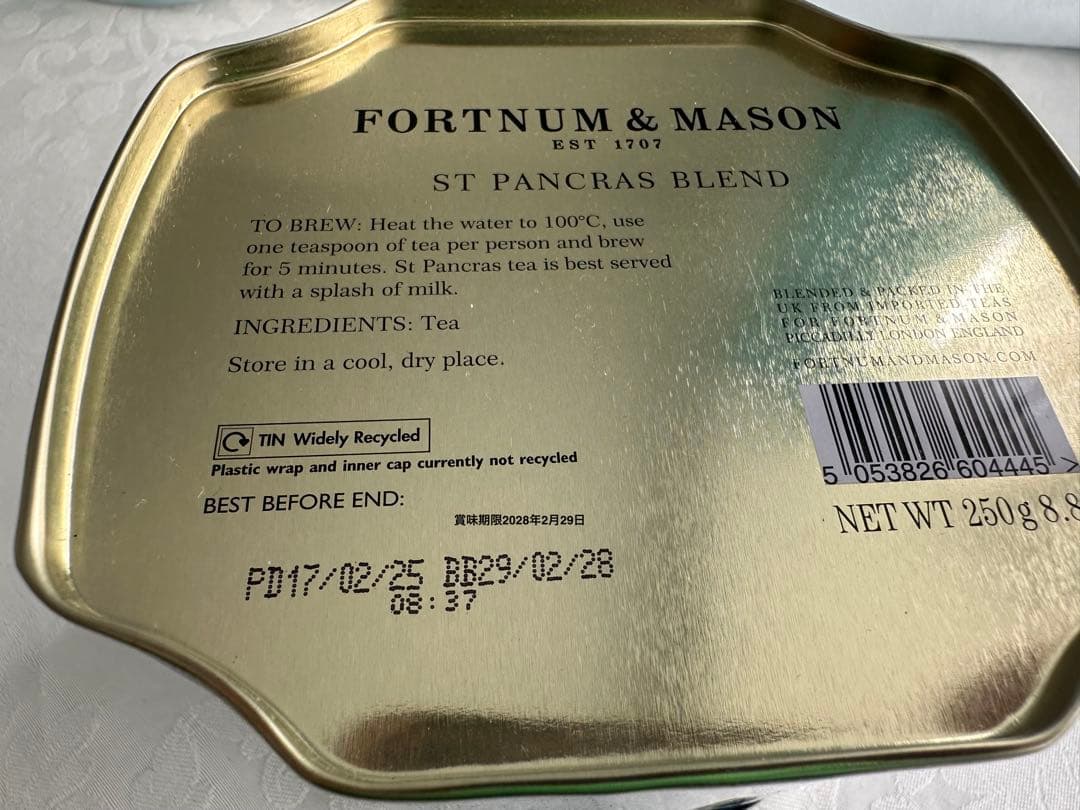 FORTNUM & MASON
EST 1707
ST PANCRAS BLEND
TO BREW: Heat the water to 100°C, use
one teaspoon of tea per person and brew
for 5 minutes. St Pancras tea is best served
with a splash of milk.
INGREDIENTS: Tea
Store in a cool, dry place.
BLENDED & PACKED IN THE
UK FROM IMPORTED TEAS
FOR FORTNUM & MASON
PICCADILLY LONDON ENGLAND
FORTNUMANDMASON.COM
5 053826 604445 >
NET WT 250g 8.8
TIN Widely Recycled
Plastic wrap and inner cap currently not recycled
BEST BEFORE END:
賞味期限2028年2月29日
PD17/02/25 BB29/02/28
08:37